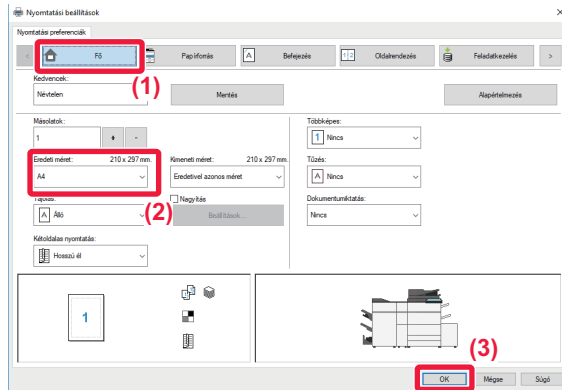 Nyomtatási beállítások
Nyomtatási preferenciák
Fő
Papírforrás
Befejezés
Oldalrendezés
Feladatkezelés
(1)
Kedvencek:
Névtelen
Mentés
Alapértelmezés
Másolatok:
1
Eredeti méret: 210 x 297 mm.
A4
Kimeneti méret: 210 x 297 mm.
Eredetivel azonos méret
Tájolás:
Álló
(2)
Nagyítás
Beállítások...
Kétoldalas nyomtatás:
Hosszú él
Többképes:
1 Nincs
Tűzés:
Nincs
Dokumentumiktatás:
Nincs
1
(3)
OK
Mégse
Súgó